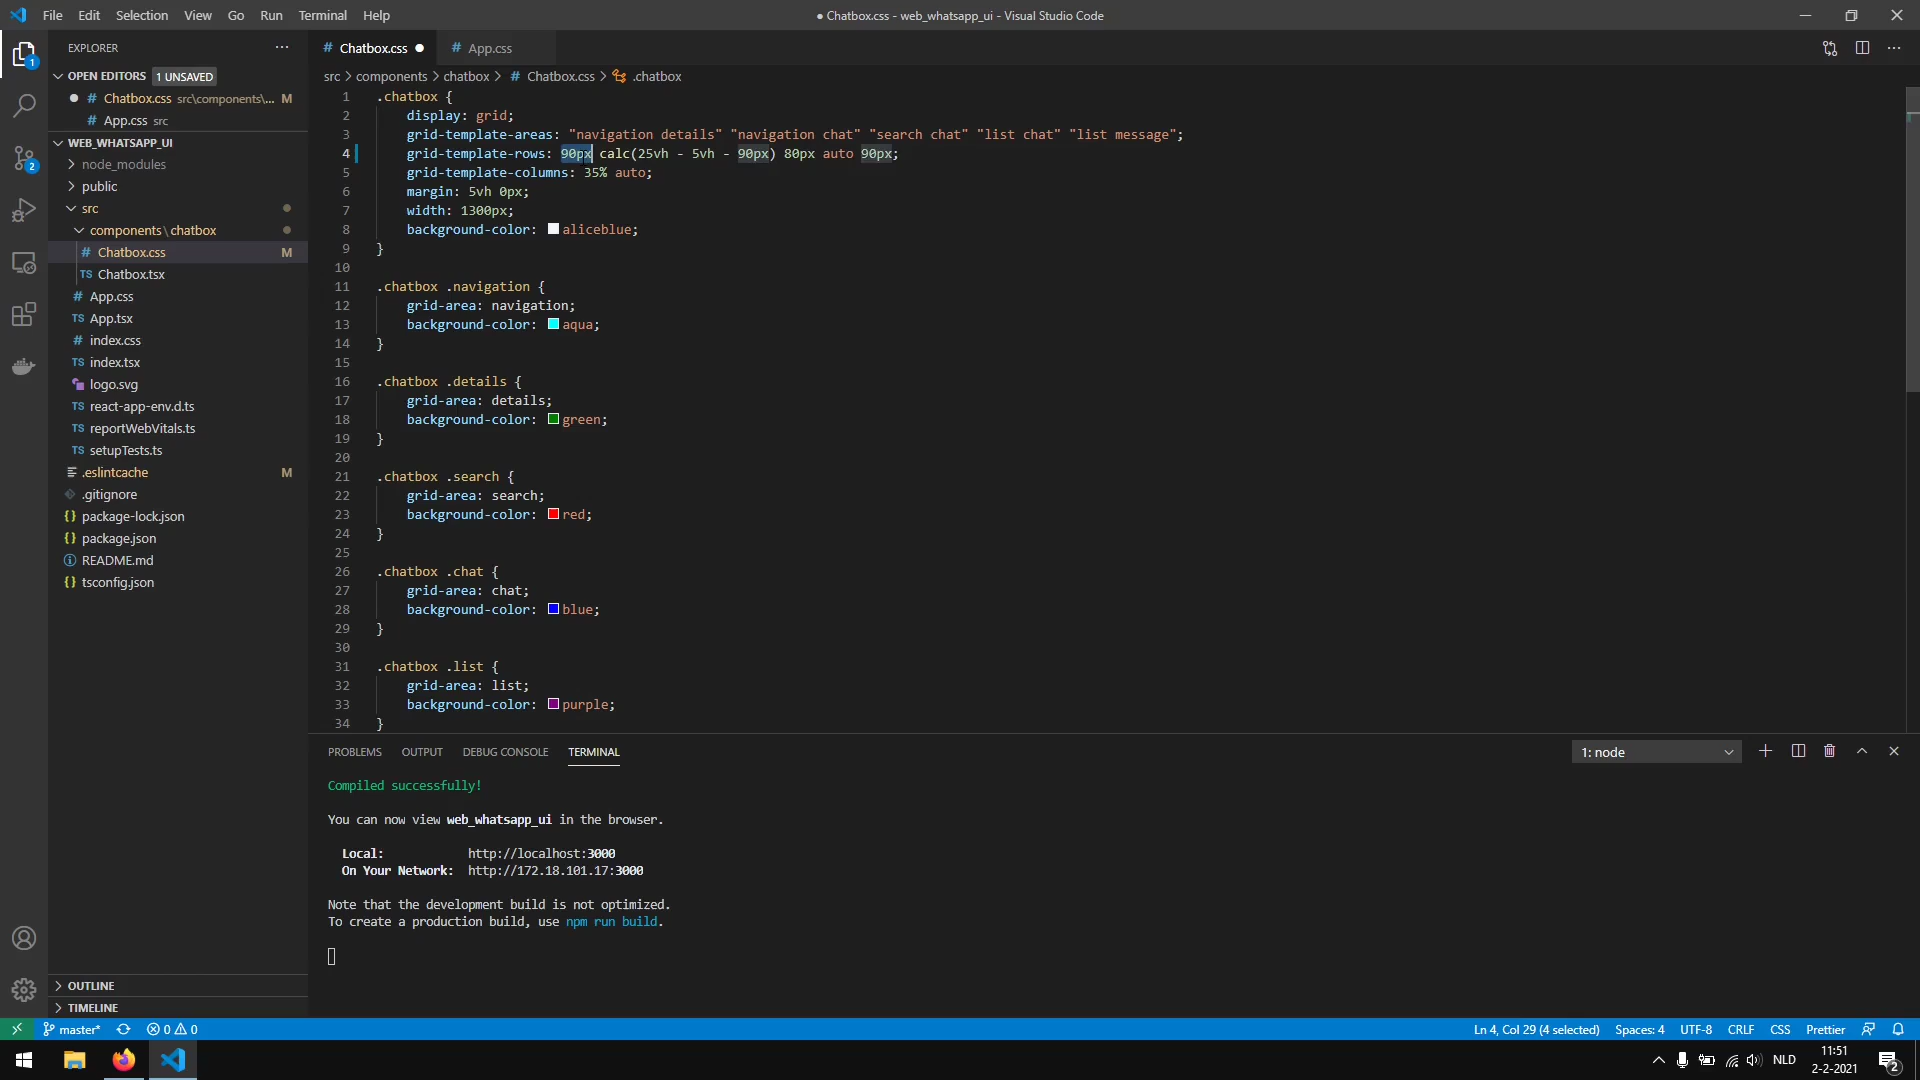 File Edit Selection View Go Run Terminal Help
● Chatbox.css - web_whatsapp_ui - Visual Studio Code
EXPLORER
OPEN EDITORS 1 UNSAVED
# Chatbox.css src\components\... M
# App.css src
WEB_WHATSAPP_UI
node_modules
public
src
components \ chatbox
# Chatbox.css M
TS Chatbox.tsx
# App.css
TS App.tsx
# index.css
TS index.tsx
logo.svg
TS react-app-env.d.ts
TS reportWebVitals.ts
TS setupTests.ts
.eslintcache M
.gitignore
{} package-lock.json
{} package.json
README.md
{} tsconfig.json
OUTLINE
TIMELINE
# Chatbox.css ● # App.css
src > components > chatbox > # Chatbox.css > .chatbox
1 .chatbox {
2 display: grid;
3 grid-template-areas: "navigation details" "navigation chat" "search chat" "list chat" "list message";
4 grid-template-rows: 90px calc(25vh - 5vh - 90px) 80px auto 90px;
5 grid-template-columns: 35% auto;
6 margin: 5vh 0px;
7 width: 1300px;
8 background-color: aliceblue;
9 }
10
11 .chatbox .navigation {
12 grid-area: navigation;
13 background-color: aqua;
14 }
15
16 .chatbox .details {
17 grid-area: details;
18 background-color: green;
19 }
20
21 .chatbox .search {
22 grid-area: search;
23 background-color: red;
24 }
25
26 .chatbox .chat {
27 grid-area: chat;
28 background-color: blue;
29 }
30
31 .chatbox .list {
32 grid-area: list;
33 background-color: purple;
34 }
PROBLEMS OUTPUT DEBUG CONSOLE TERMINAL
1: node
Compiled successfully!
You can now view web_whatsapp_ui in the browser.
Local: http://localhost:3000
On Your Network: http://172.18.101.17:3000
Note that the development build is not optimized.
To create a production build, use npm run build.
master* 0 0
Ln 4, Col 29 (4 selected) Spaces: 4 UTF-8 CRLF CSS Prettier
NLD
11:51
2-2-2021
1
2
2